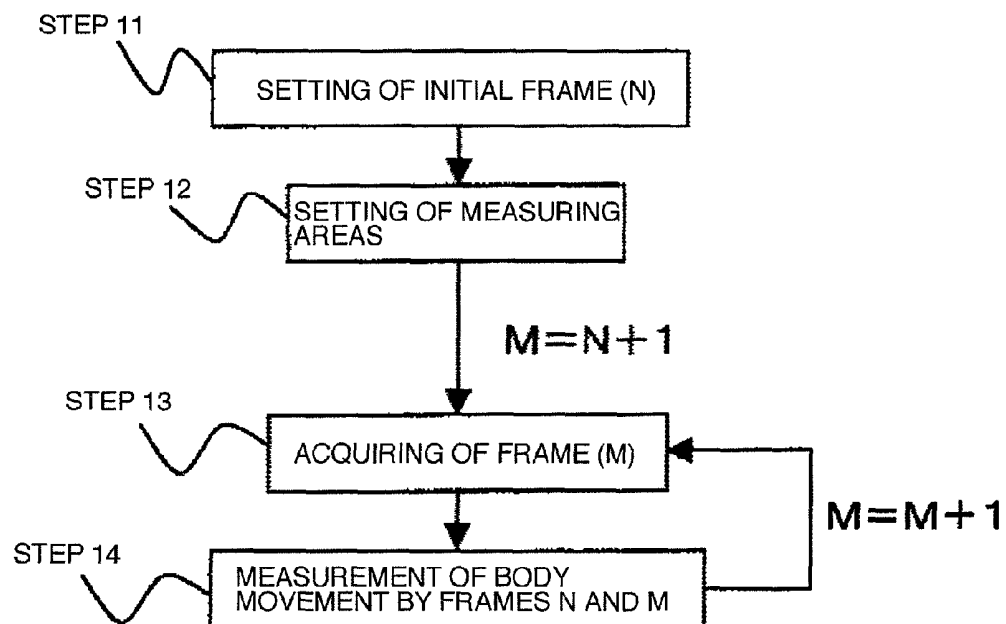 STEP 11
SETTING OF INITIAL FRAME (N)
STEP 12
SETTING OF MEASURING
AREAS
M=N+1
STEP 13
ACQUIRING OF FRAME (M)
M=M+1
STEP 14
MEASUREMENT OF BODY
MOVEMENT BY FRAMES N AND M